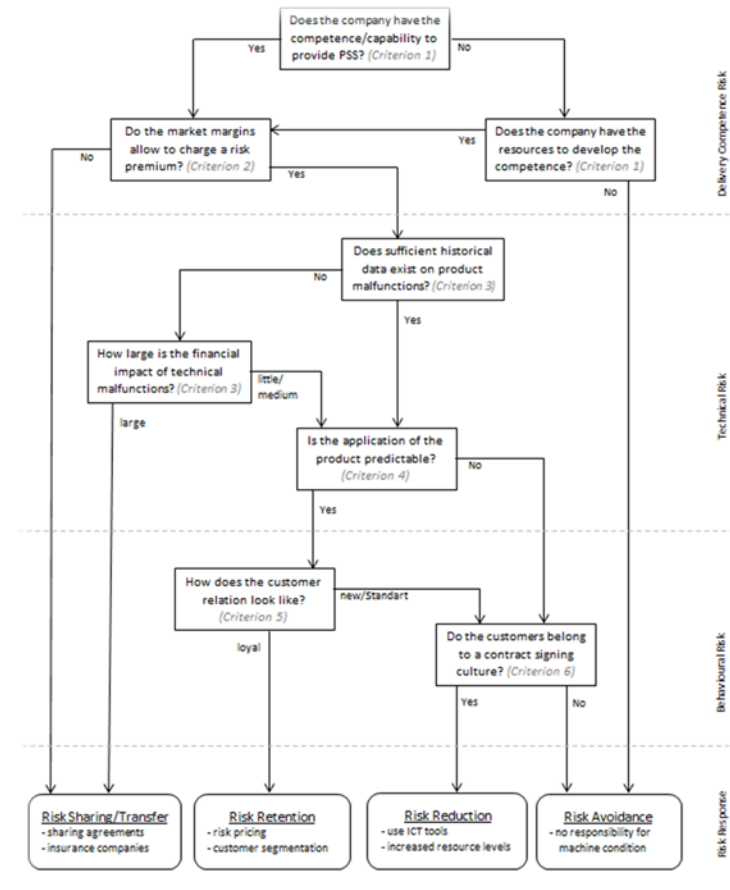 Does the company have the
competence/capability to
provide PSS? (Criterion 1)
Yes
No
Do the market margins
allow to charge a risk
premium? (Criterion 2)
Yes
Does the company have the
resources to develop the
competence? (Criterion 1)
No
Yes
No
Delivery Competence Risk
Does sufficient historical
data exist on product
malfunctions? (Criterion 3)
No
Yes
How large is the financial
impact of technical
malfunctions? (Criterion 3)
little/
medium
large
Is the application of the
product predictable?
(Criterion 4)
No
Yes
Technical Risk
How does the customer
relation look like?
(Criterion 5)
new/Standart
loyal
Do the customers belong
to a contract signing
culture? (Criterion 6)
Yes
No
Behavioural Risk
Risk Sharing/Transfer
- sharing agreements
- insurance companies
Risk Retention
- risk pricing
- customer segmentation
Risk Reduction
- use ICT tools
- increased resource levels
Risk Avoidance
- no responsibility for
machine condition
Risk Response